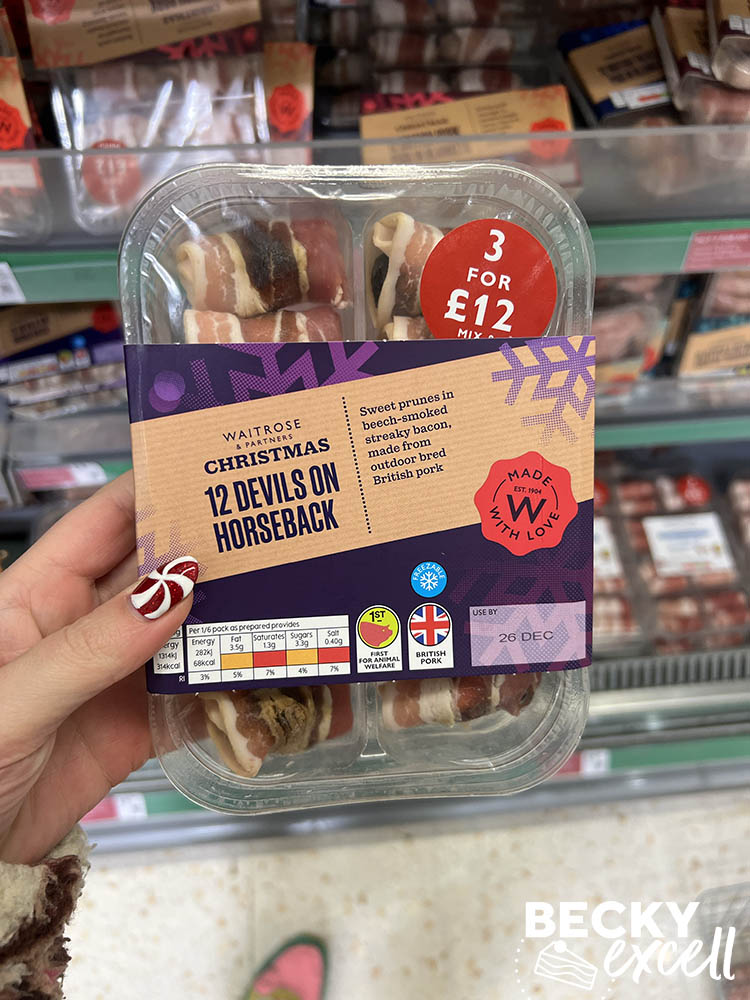 3
FOR
£12
WAITROSE
& PARTNERS
CHRISTMAS
12 DEVILS ON
HORSEBACK
Sweet prunes in
beech-smoked
streaky bacon,
made from
outdoor bred
British pork
MADE
EST. 1904
W
WITH LOVE
FREEZABLE
Per 1/6 pack as prepared provides
Energy Fat Saturates Sugars Salt
1314kJ 282kJ 3.5g 1.3g 3.3g 0.40g
314kcal 68kcal
RI 3% 5% 7% 4% 7%
1ST
FIRST
FOR ANIMAL
WELFARE
BRITISH
PORK
USE BY
26 DEC
BECKY
excell